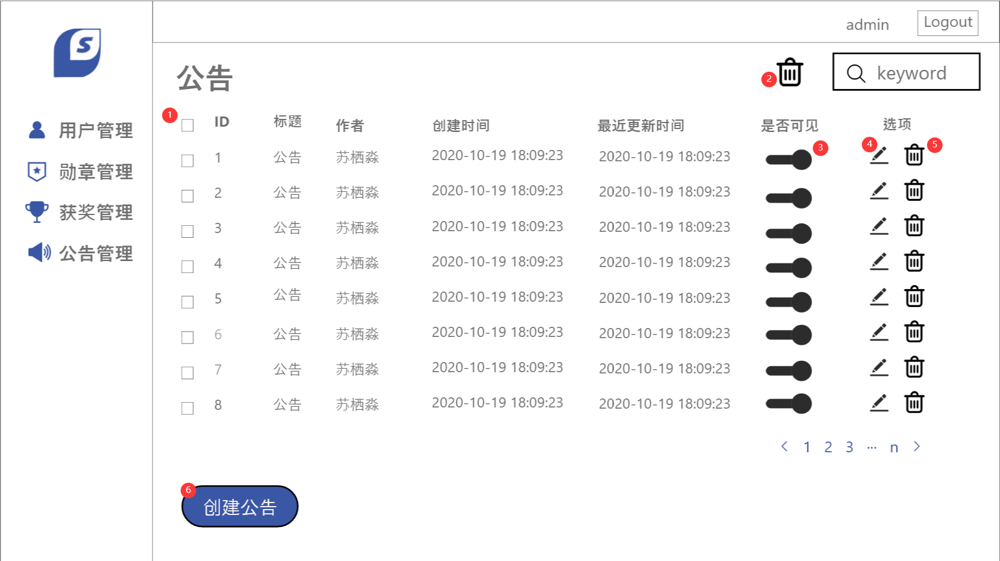 S
admin
Logout
公告
2
keyword
用户管理
勋章管理
获奖管理
公告管理
1
ID 标题 作者 创建时间 最近更新时间 是否可见 选项
3 4 5
1 公告 苏栖淼 2020-10-19 18:09:23 2020-10-19 18:09:23
2 公告 苏栖淼 2020-10-19 18:09:23 2020-10-19 18:09:23
3 公告 苏栖淼 2020-10-19 18:09:23 2020-10-19 18:09:23
4 公告 苏栖淼 2020-10-19 18:09:23 2020-10-19 18:09:23
5 公告 苏栖淼 2020-10-19 18:09:23 2020-10-19 18:09:23
6 公告 苏栖淼 2020-10-19 18:09:23 2020-10-19 18:09:23
7 公告 苏栖淼 2020-10-19 18:09:23 2020-10-19 18:09:23
8 公告 苏栖淼 2020-10-19 18:09:23 2020-10-19 18:09:23
< 1 2 3 ··· n >
6
创建公告